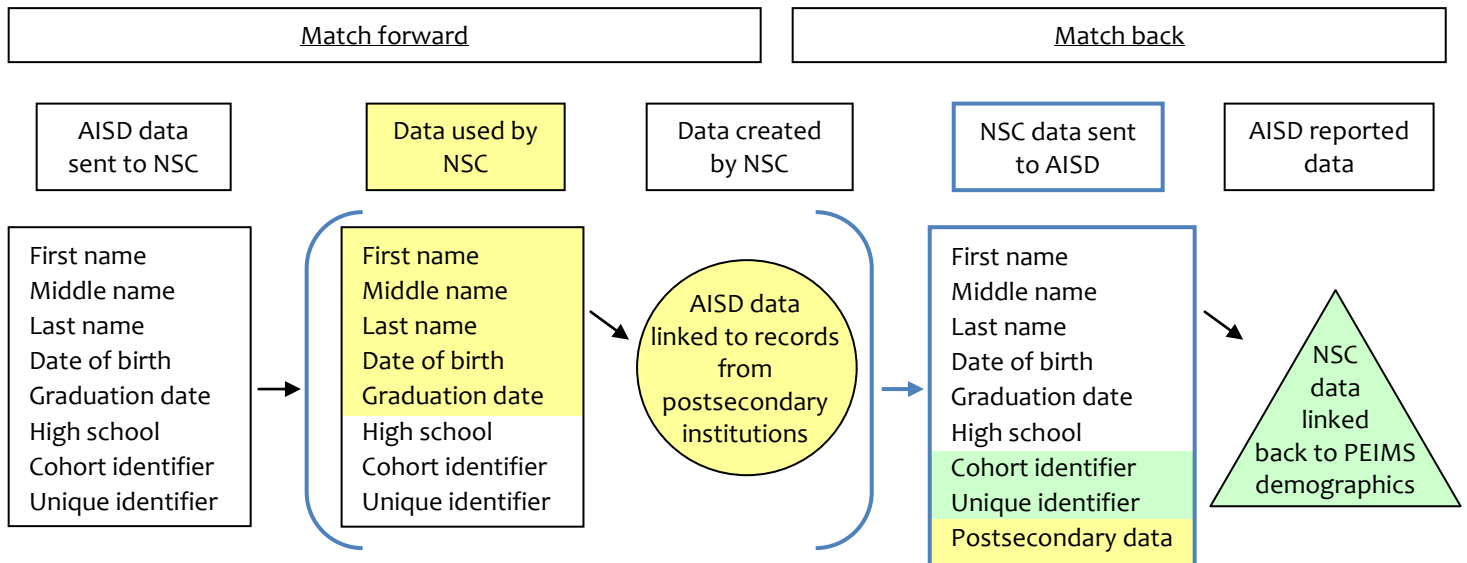 Match forward
Match back
AISD data
sent to NSC
Data used by
NSC
Data created
by NSC
NSC data sent
to AISD
AISD reported
data
First name
Middle name
Last name
Date of birth
Graduation date
High school
Cohort identifier
Unique identifier
First name
Middle name
Last name
Date of birth
Graduation date
High school
Cohort identifier
Unique identifier
AISD data
linked to records
from
postsecondary
institutions
First name
Middle name
Last name
Date of birth
Graduation date
High school
Cohort identifier
Unique identifier
Postsecondary data
NSC
data
linked
back to PEIMS
demographics